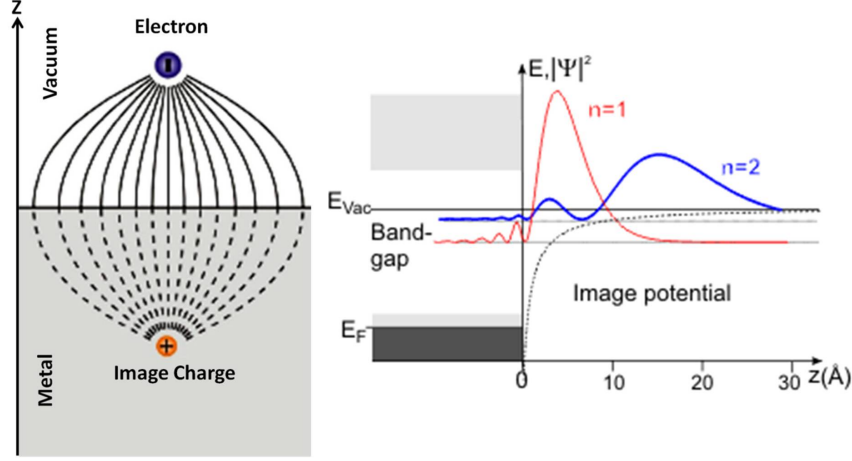 Z
Vacuum
Electron
Metal
+
Image Charge
E,|Ψ|²
n=1
n=2
E_Vac
Band-
gap
Image potential
E_F
0 10 20 30 z(Å)